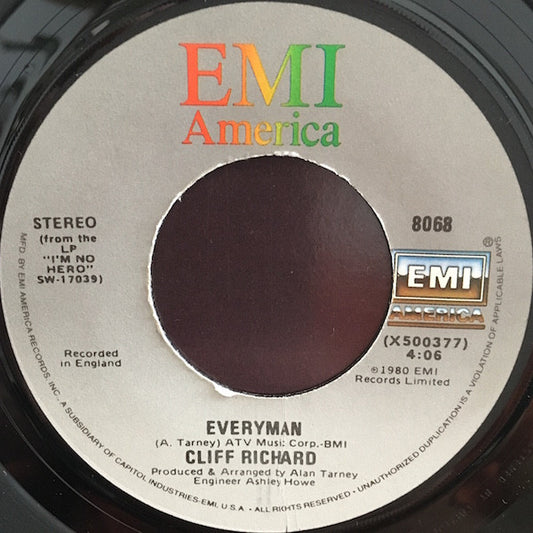 EMI
America
STEREO
(from the
LP
"I'M NO
HERO"
SW-17039)
8068
®
EMI
AMERICA
(X500377)
4:06
℗1980 EMI
Records Limited
Recorded
in England
EVERYMAN
(A. Tarney) ATV Music Corp.-BMI
CLIFF RICHARD
Produced & Arranged by Alan Tarney
Engineer Ashley Howe
MFD. BY EMI AMERICA RECORDS, INC., A SUBSIDIARY OF CAPITOL INDUSTRIES-EMI, U.S.A. • ALL RIGHTS RESERVED. UNAUTHORIZED DUPLICATION IS A VIOLATION OF APPLICABLE LAWS